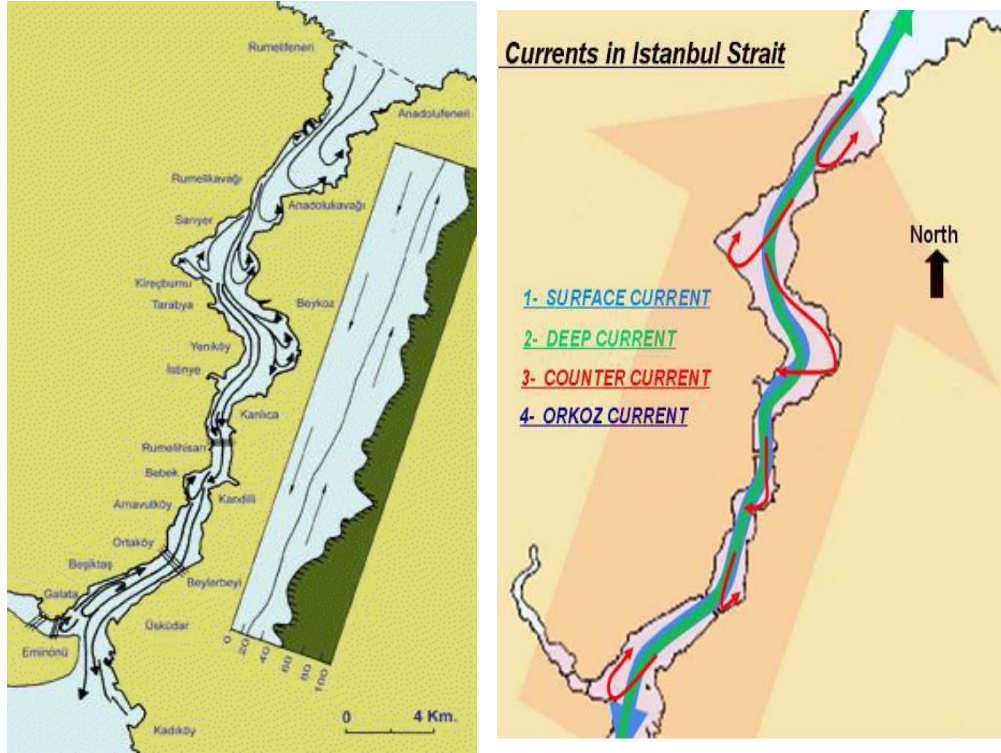 Rumelifeneri
Anadolufeneri
Rumelikavağı
Anadolukavağı
Sarıyer
Kireçburnu
Tarabya
Beykoz
Yeniköy
İstinye
Kanlıca
Rumelihisarı
Bebek
Kandilli
Arnavutköy
Ortaköy
Beşiktaş
Beylerbeyi
Galata
Üsküdar
Eminönü
Kadıköy
0
20
40
60
80
100
0 4 Km.
Currents in Istanbul Strait
North
1- SURFACE CURRENT
2- DEEP CURRENT
3- COUNTER CURRENT
4- ORKOZ CURRENT